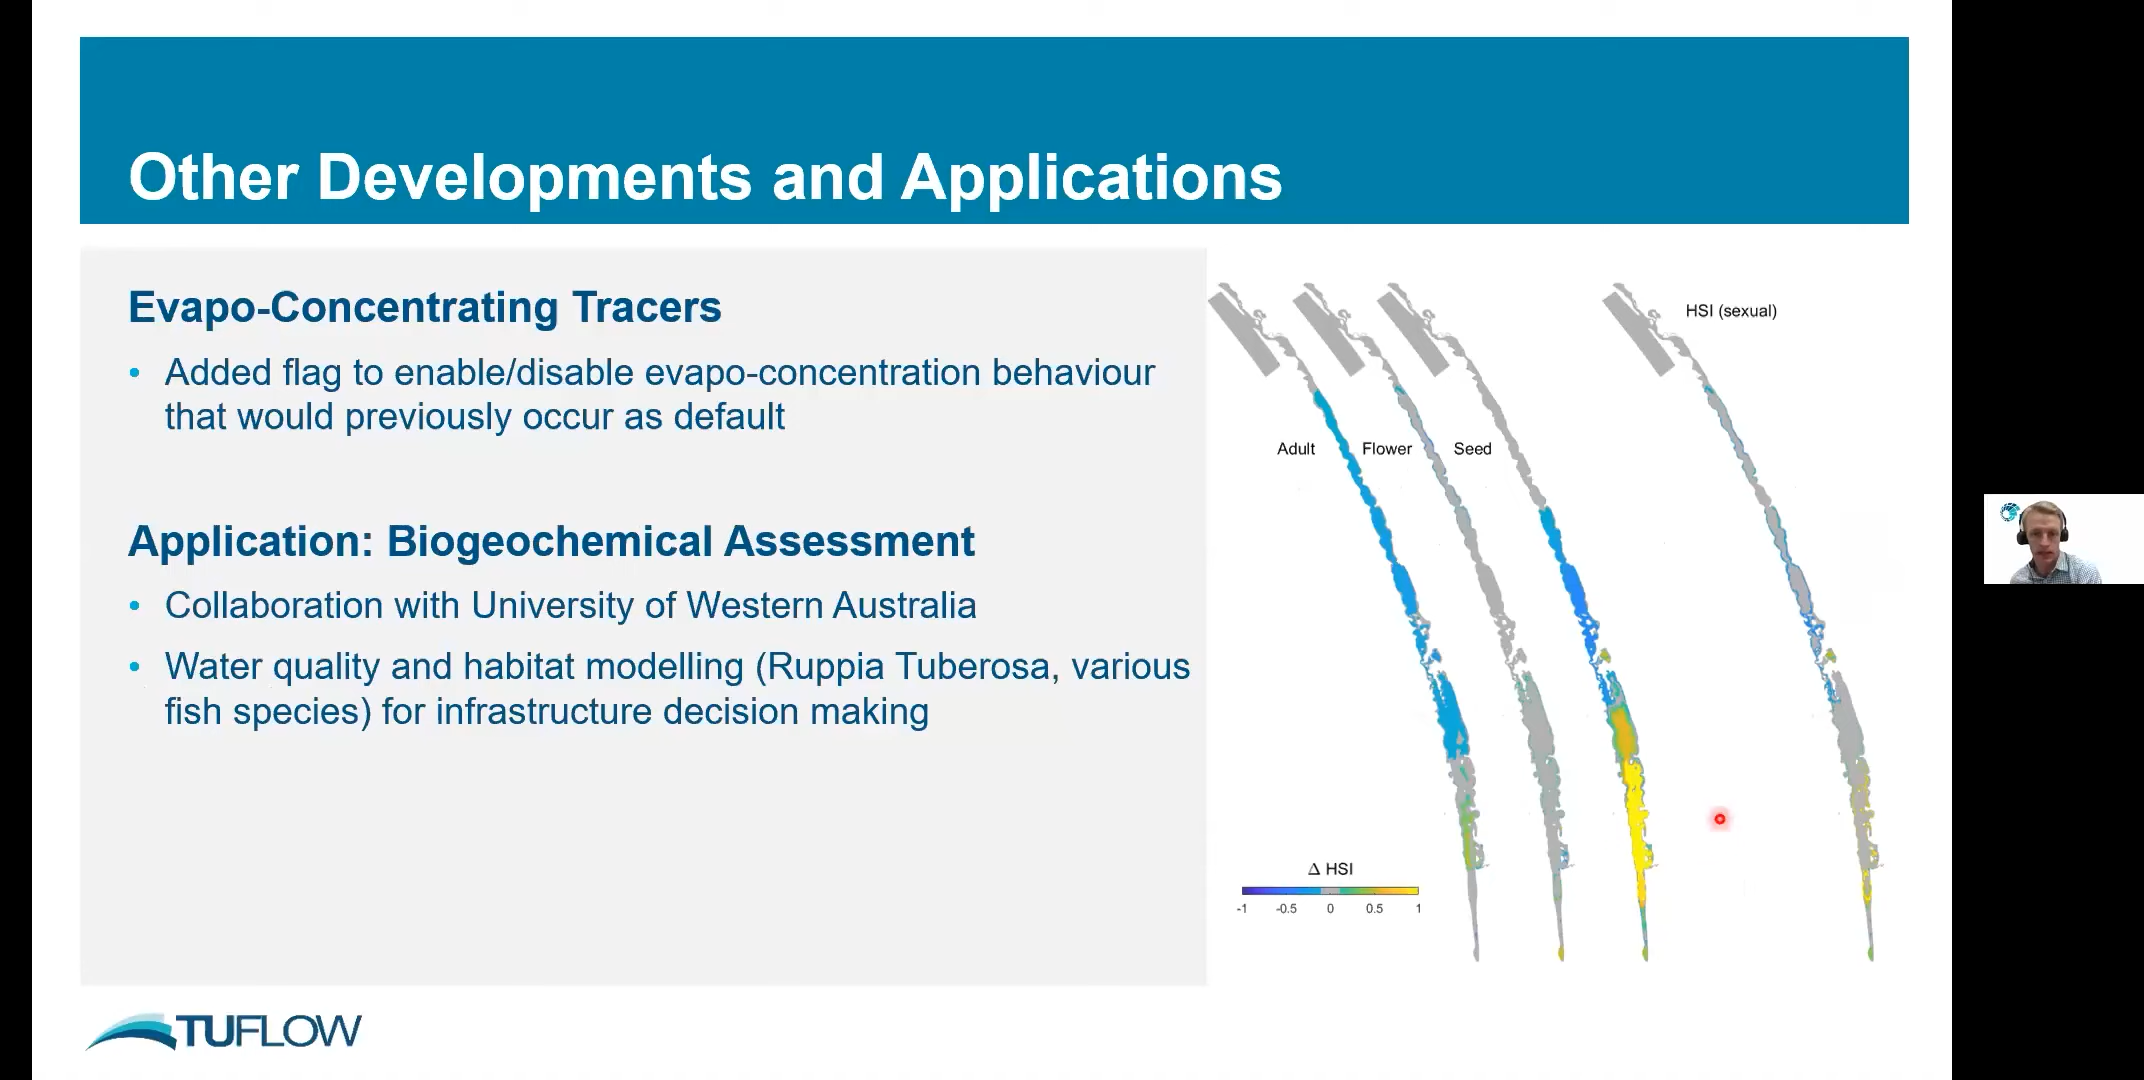 Other Developments and Applications
Evapo-Concentrating Tracers
• Added flag to enable/disable evapo-concentration behaviour
that would previously occur as default
Application: Biogeochemical Assessment
• Collaboration with University of Western Australia
• Water quality and habitat modelling (Ruppia Tuberosa, various
fish species) for infrastructure decision making
HSI (sexual)
Adult Flower Seed
Δ HSI
-1 -0.5 0 0.5 1
TUFLOW